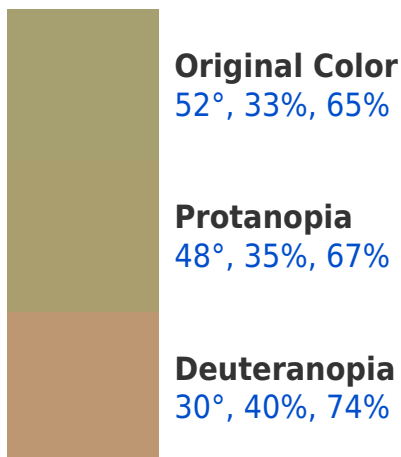 Original Color
52°, 33%, 65%
Protanopia
48°, 35%, 67%
Deuteranopia
30°, 40%, 74%